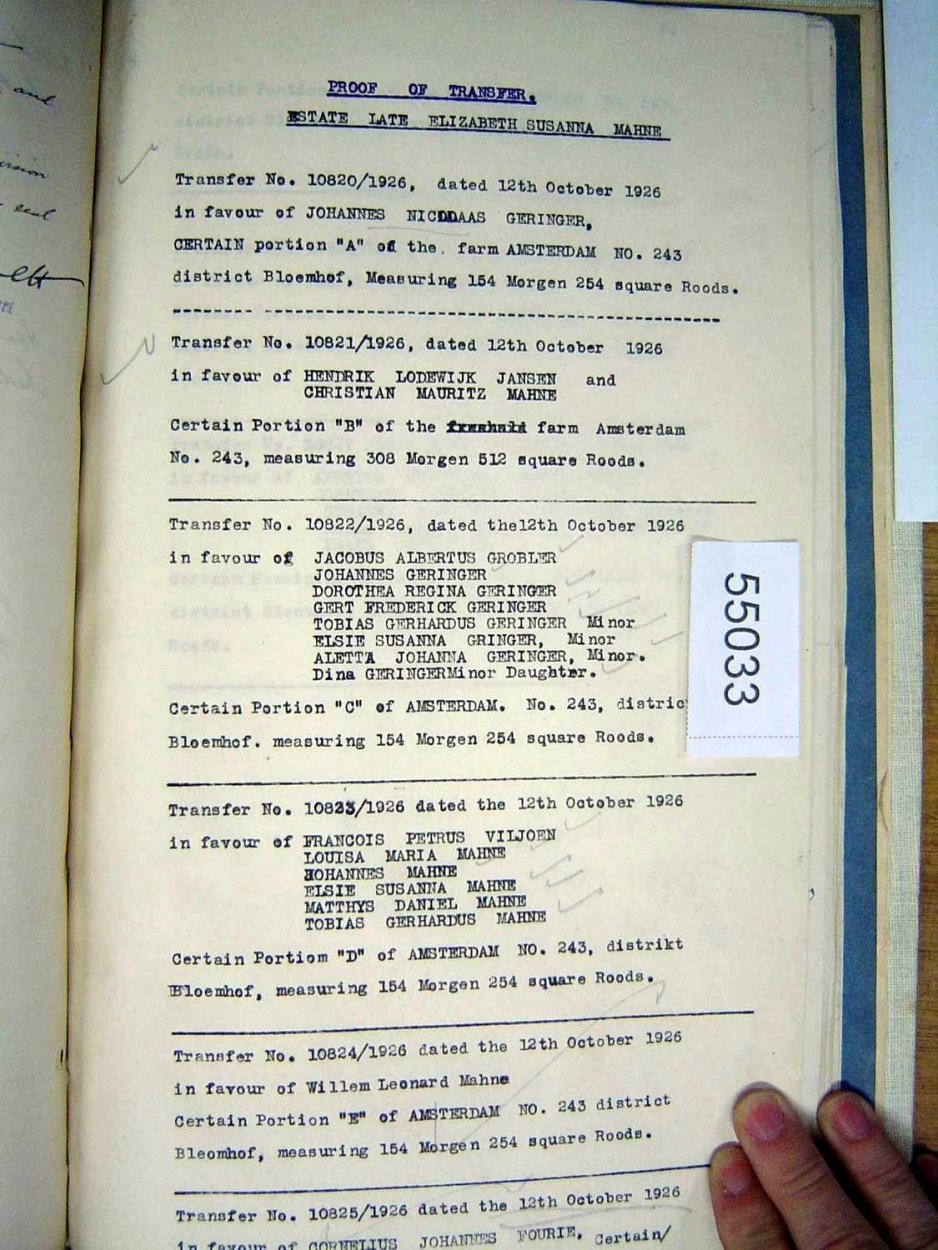 and
seal
PROOF OF TRANSFER.
ESTATE LATE ELIZABETH SUSANNA MAHNE
Transfer No. 10820/1926, dated 12th October 1926
in favour of JOHANNES NICOLAAS GERINGER,
CERTAIN portion "A" of the. farm AMSTERDAM NO. 243
district Bloemhof, Measuring 154 Morgen 254 square Roods.
Transfer No. 10821/1926, dated 12th October 1926
in favour of HENDRIK LODEWIJK JANSEN and
CHRISTIAN MAURITZ MAHNE
Certain Portion "B" of the farm Amsterdam
No. 243, measuring 308 Morgen 512 square Roods.
Transfer No. 10822/1926, dated the12th October 1926
in favour of JACOBUS ALBERTUS GROBLER
JOHANNES GERINGER
DOROTHEA REGINA GERINGER
GERT FREDERICK GERINGER
TOBIAS GERHARDUS GERINGER Minor
ELSIE SUSANNA GRINGER, Minor
ALETTA JOHANNA GERINGER, Minor.
Dina GERINGERMinor Daughter.
Certain Portion "C" of AMSTERDAM. No. 243, distric
Bloemhof. measuring 154 Morgen 254 square Roods.
55033
Transfer No. 10823/1926 dated the 12th October 1926
in favour of FRANCOIS PETRUS VILJOEN
LOUISA MARIA MAHNE
JOHANNES MAHNE
ELSIE SUSANNA MAHNE
MATTHYS DANIEL MAHNE
TOBIAS GERHARDUS MAHNE
Certain Portiom "D" of AMSTERDAM NO. 243, distrikt
Bloemhof, measuring 154 Morgen 254 square Roods.
Transfer No. 10824/1926 dated the 12th October 1926
in favour of Willem Leonard Mahne
Certain Portion "E" of AMSTERDAM NO. 243 district
Bleomhof, measuring 154 Morgen 254 square Roods.
Transfer No. 10825/1926 dated the 12th October 1926
in favour of CORNELIUS JOHANNES FOURIE. Certain/